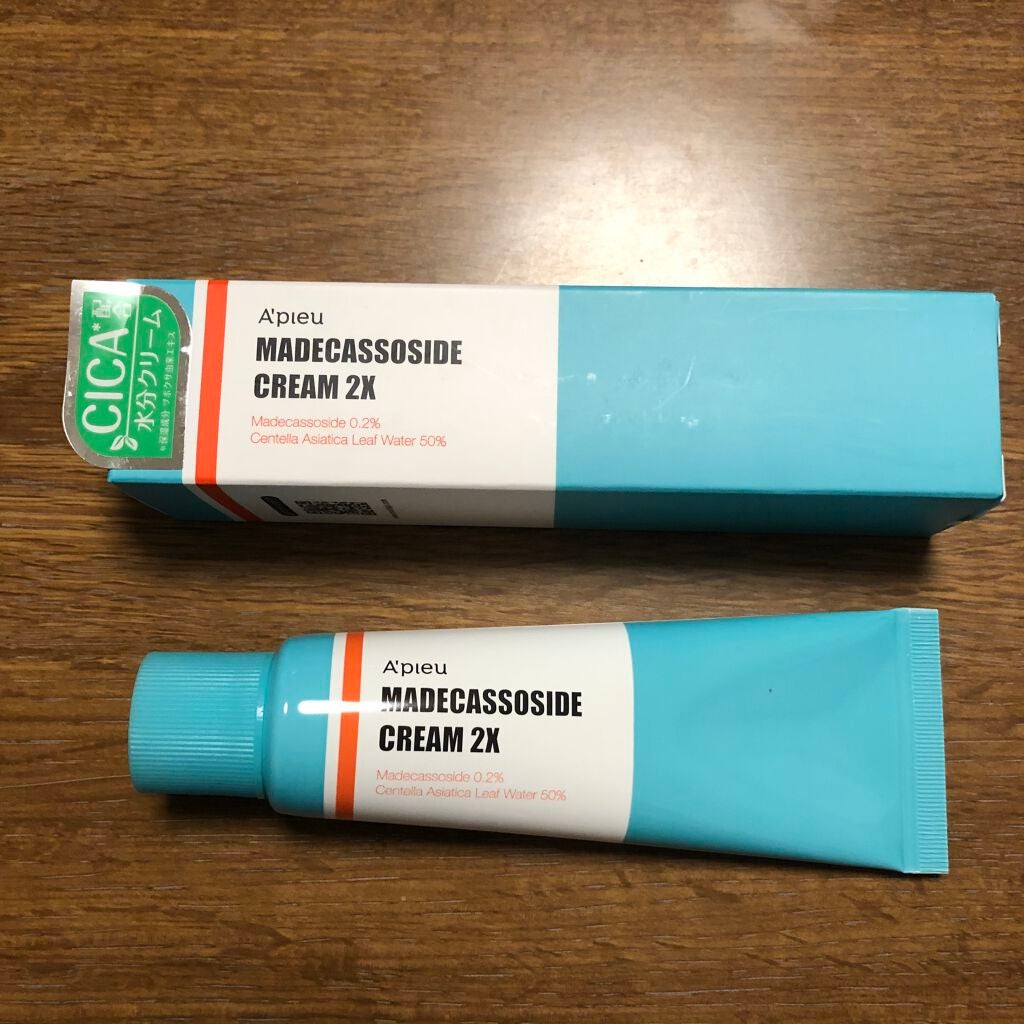 CICA*配合
水分クリーム
*保湿成分 ツボクサ由来エキス
A'PIEU
MADECASSOSIDE
CREAM 2X
Madecassoside 0.2%
Centella Asiatica Leaf Water 50%
A'PIEU
MADECASSOSIDE
CREAM 2X
Madecassoside 0.2%
Centella Asiatica Leaf Water 50%